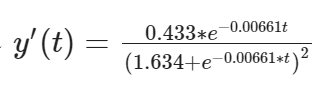 y′(t) = 0.433*e^{−0.00661t} / (1.634+e^{−0.00661*t})^2